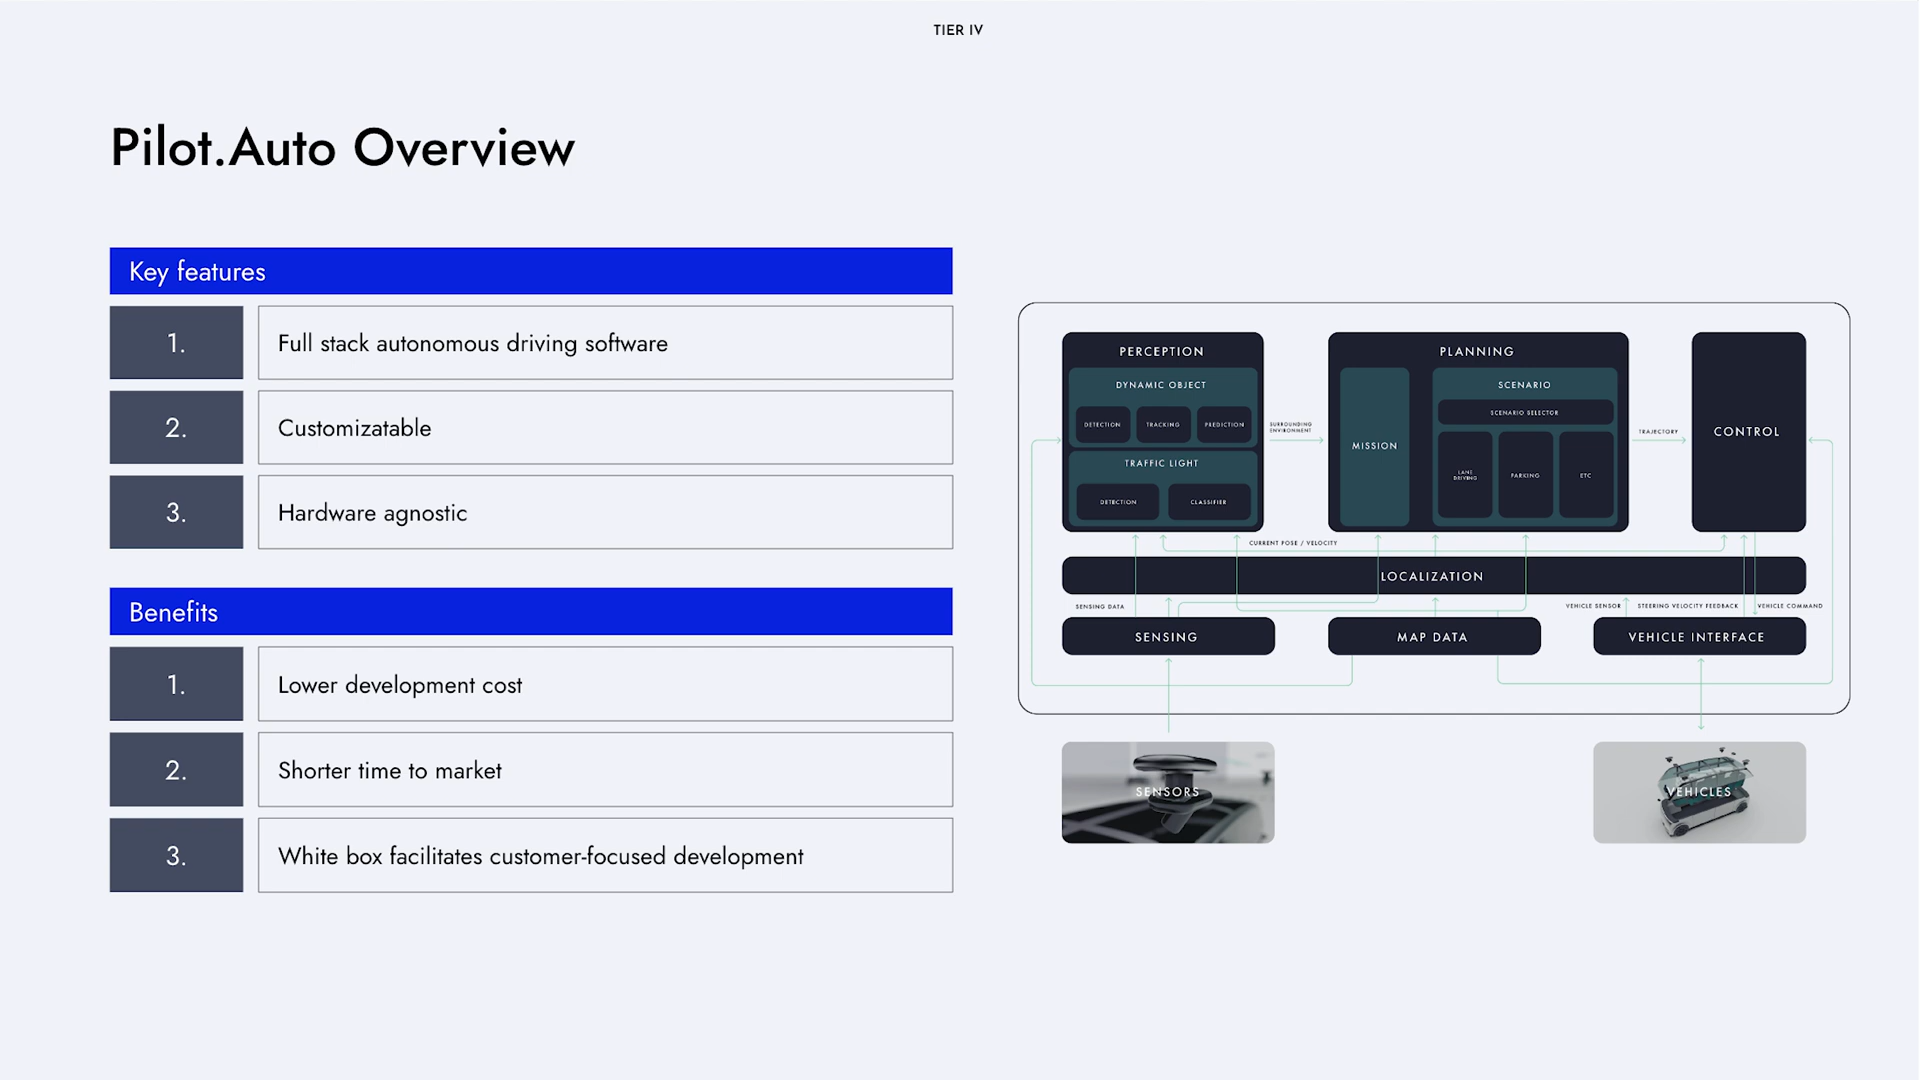 TIER IV
Pilot.Auto Overview
Key features
1.
Full stack autonomous driving software
2.
Customizatable
3.
Hardware agnostic
Benefits
1.
Lower development cost
2.
Shorter time to market
3.
White box facilitates customer-focused development
PERCEPTION
DYNAMIC OBJECT
DETECTION
TRACKING
PREDICTION
TRAFFIC LIGHT
DETECTION
CLASSIFIER
SURROUNDING
ENVIRONMENT
PLANNING
MISSION
SCENARIO
SCENARIO SELECTOR
LANE
DRIVING
PARKING
ETC
TRAJECTORY
CONTROL
CURRENT POSE / VELOCITY
LOCALIZATION
SENSING DATA
VEHICLE SENSOR
STEERING VELOCITY FEEDBACK
VEHICLE COMMAND
SENSING
MAP DATA
VEHICLE INTERFACE
SENSORS
VEHICLES